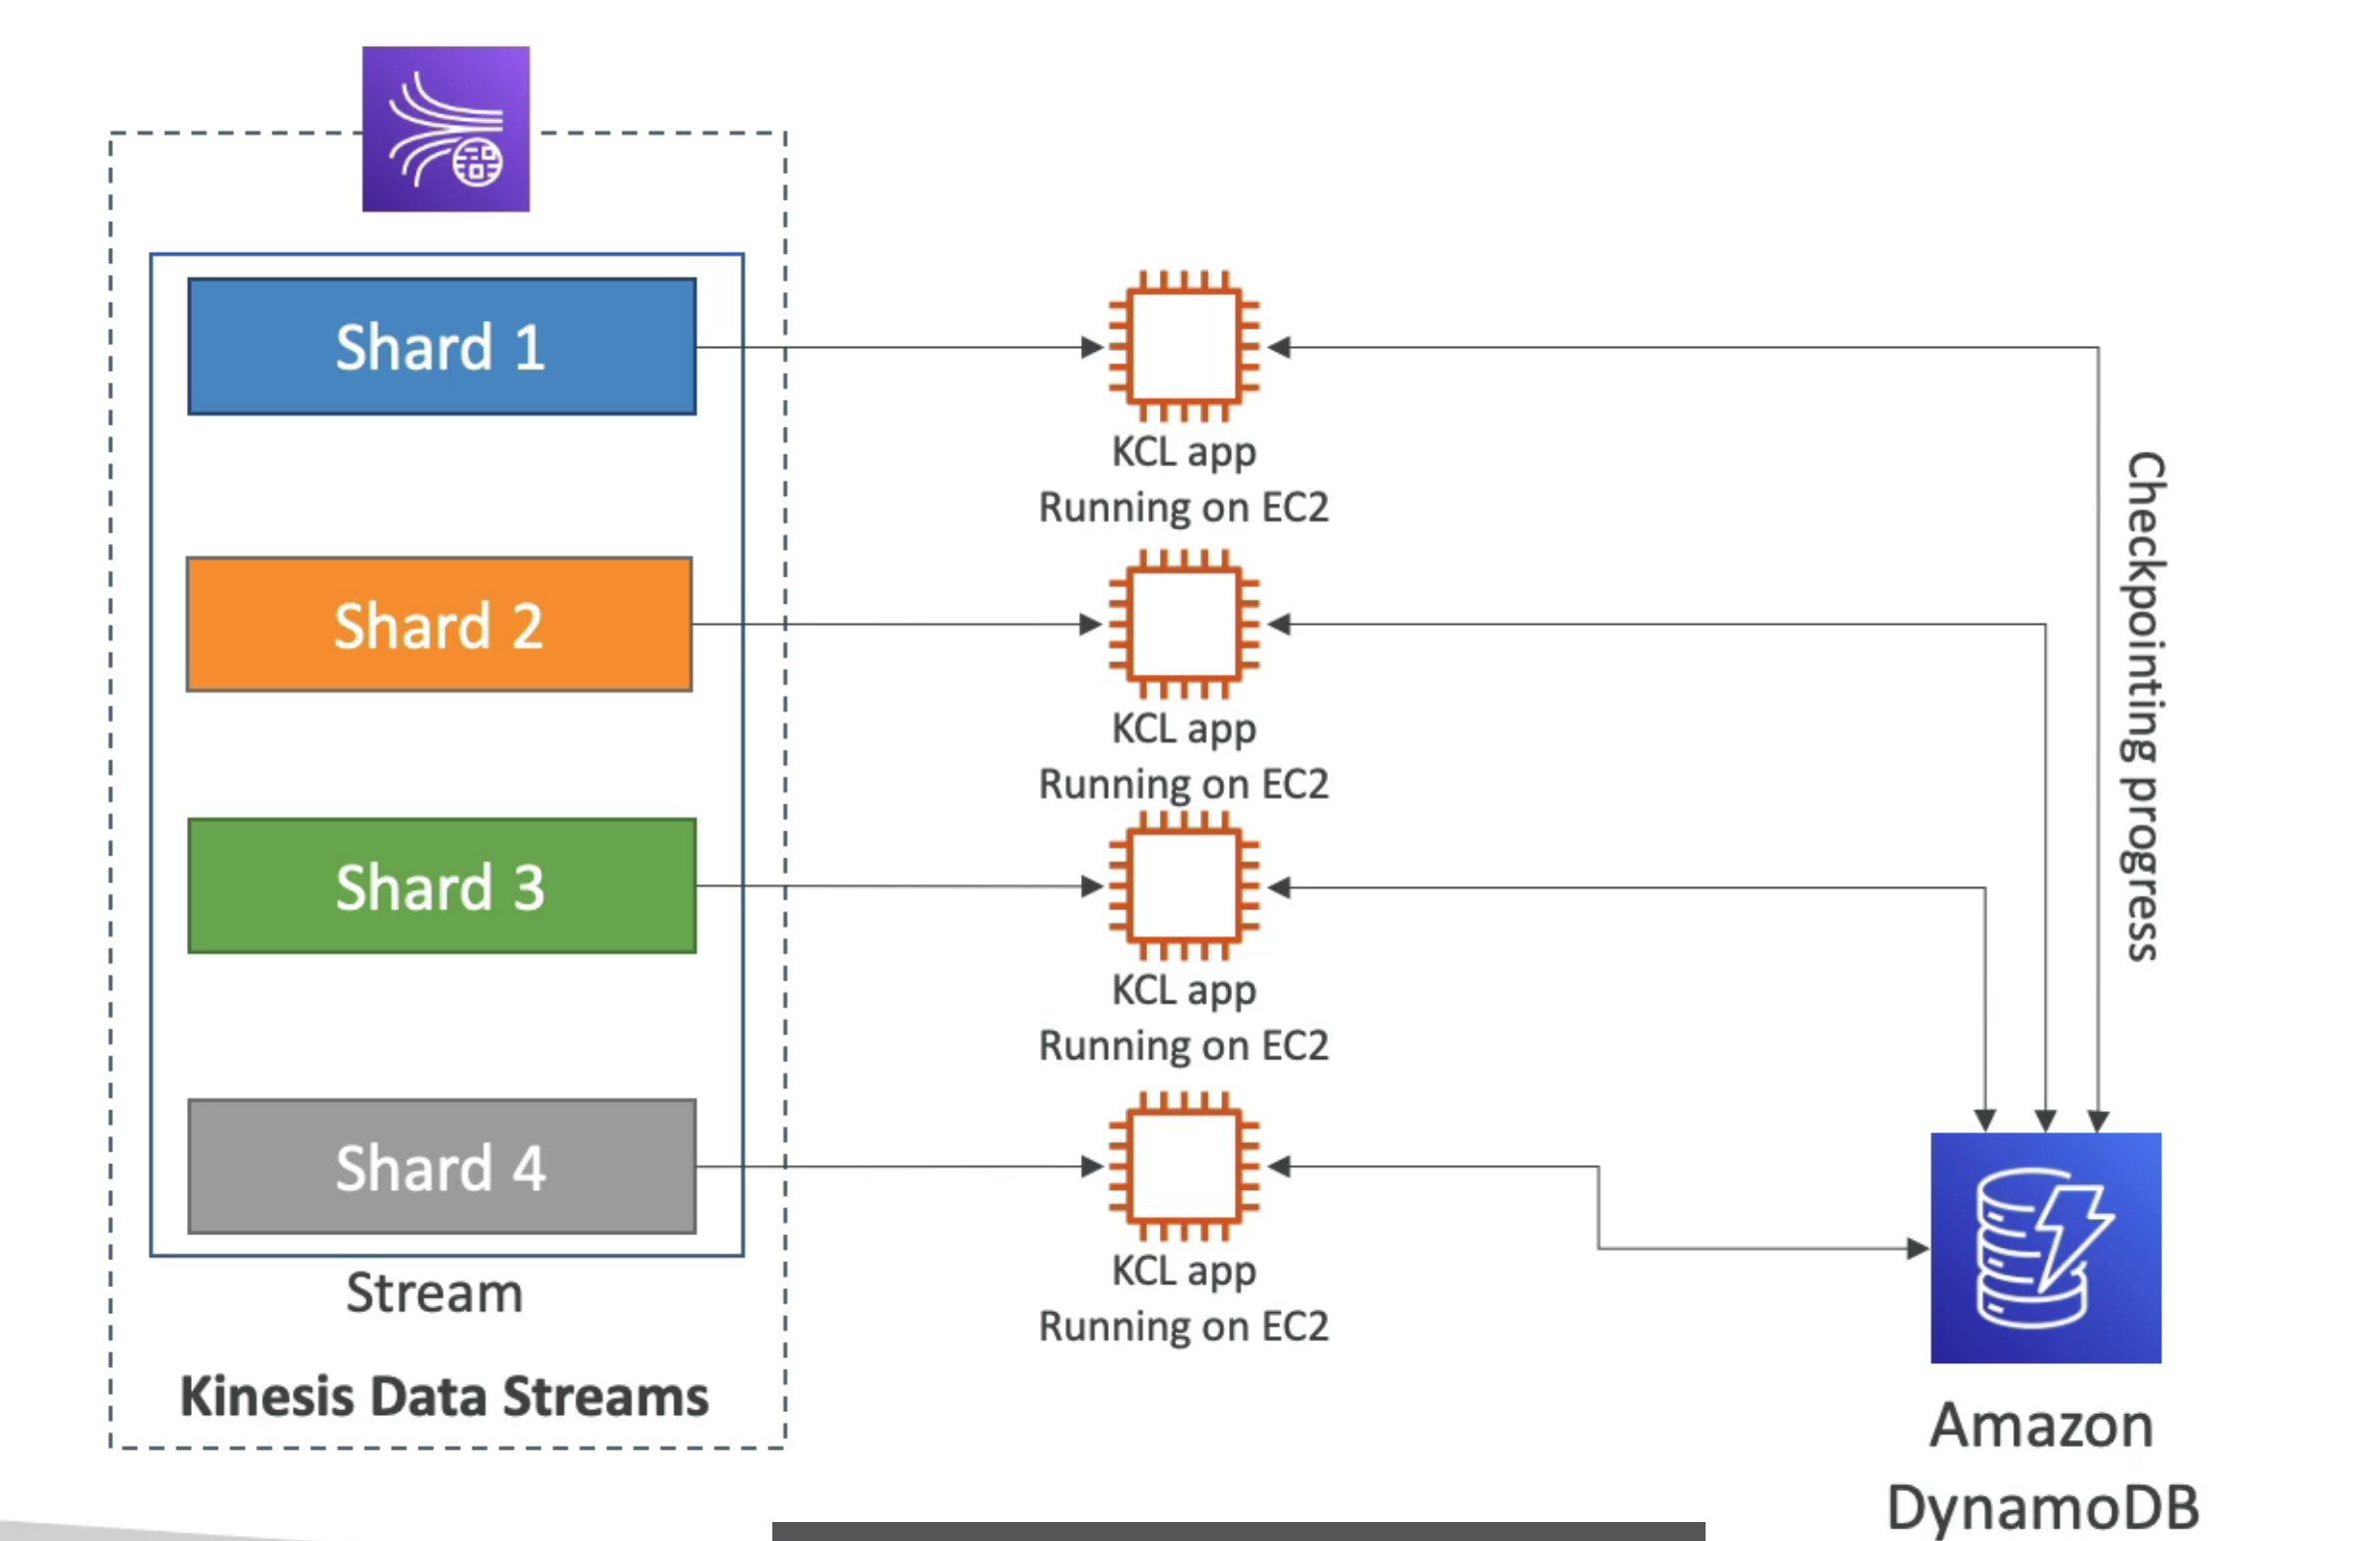 Shard 1
KCL app
Running on EC2
Shard 2
KCL app
Running on EC2
Shard 3
KCL app
Running on EC2
Shard 4
KCL app
Running on EC2
Checkpointing progress
Stream
Kinesis Data Streams
Amazon
DynamoDB